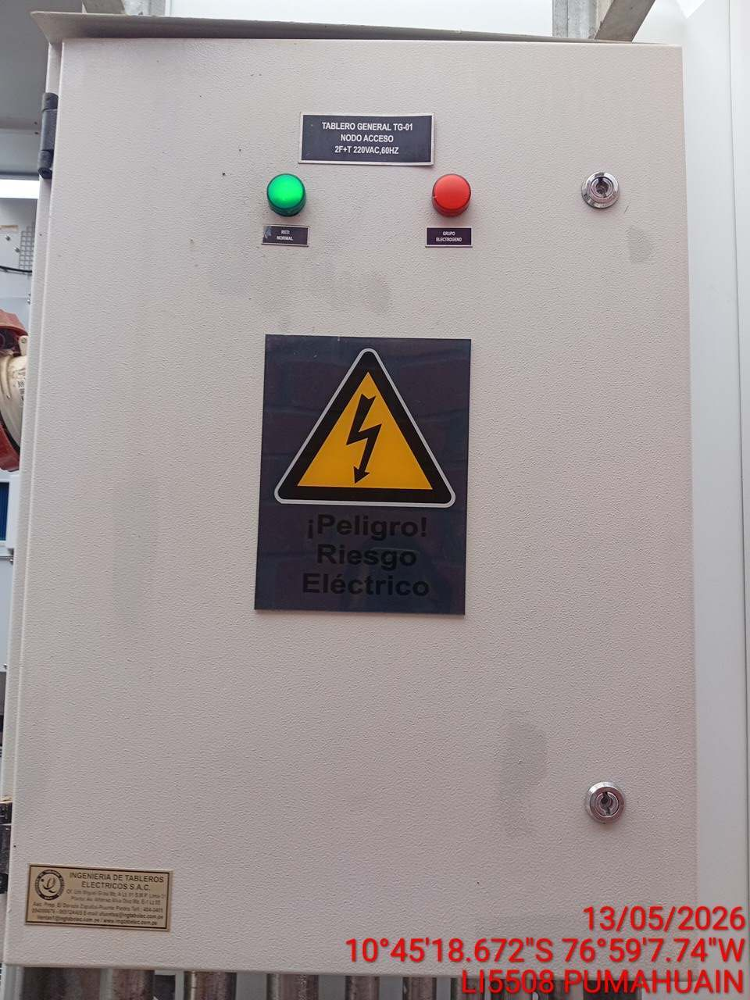 TABLERO GENERAL TG-01
NODO ACCESO
2F+T 220VAC,60HZ
RED
NORMAL
GRUPO
ELECTROGENO
¡Peligro!
Riesgo
Eléctrico
INGENIERIA DE TABLEROS
ELECTRICOS S.A.C.
13/05/2026
10°45'18.672"S 76°59'7.74"W
LI5508 PUMAHUAIN